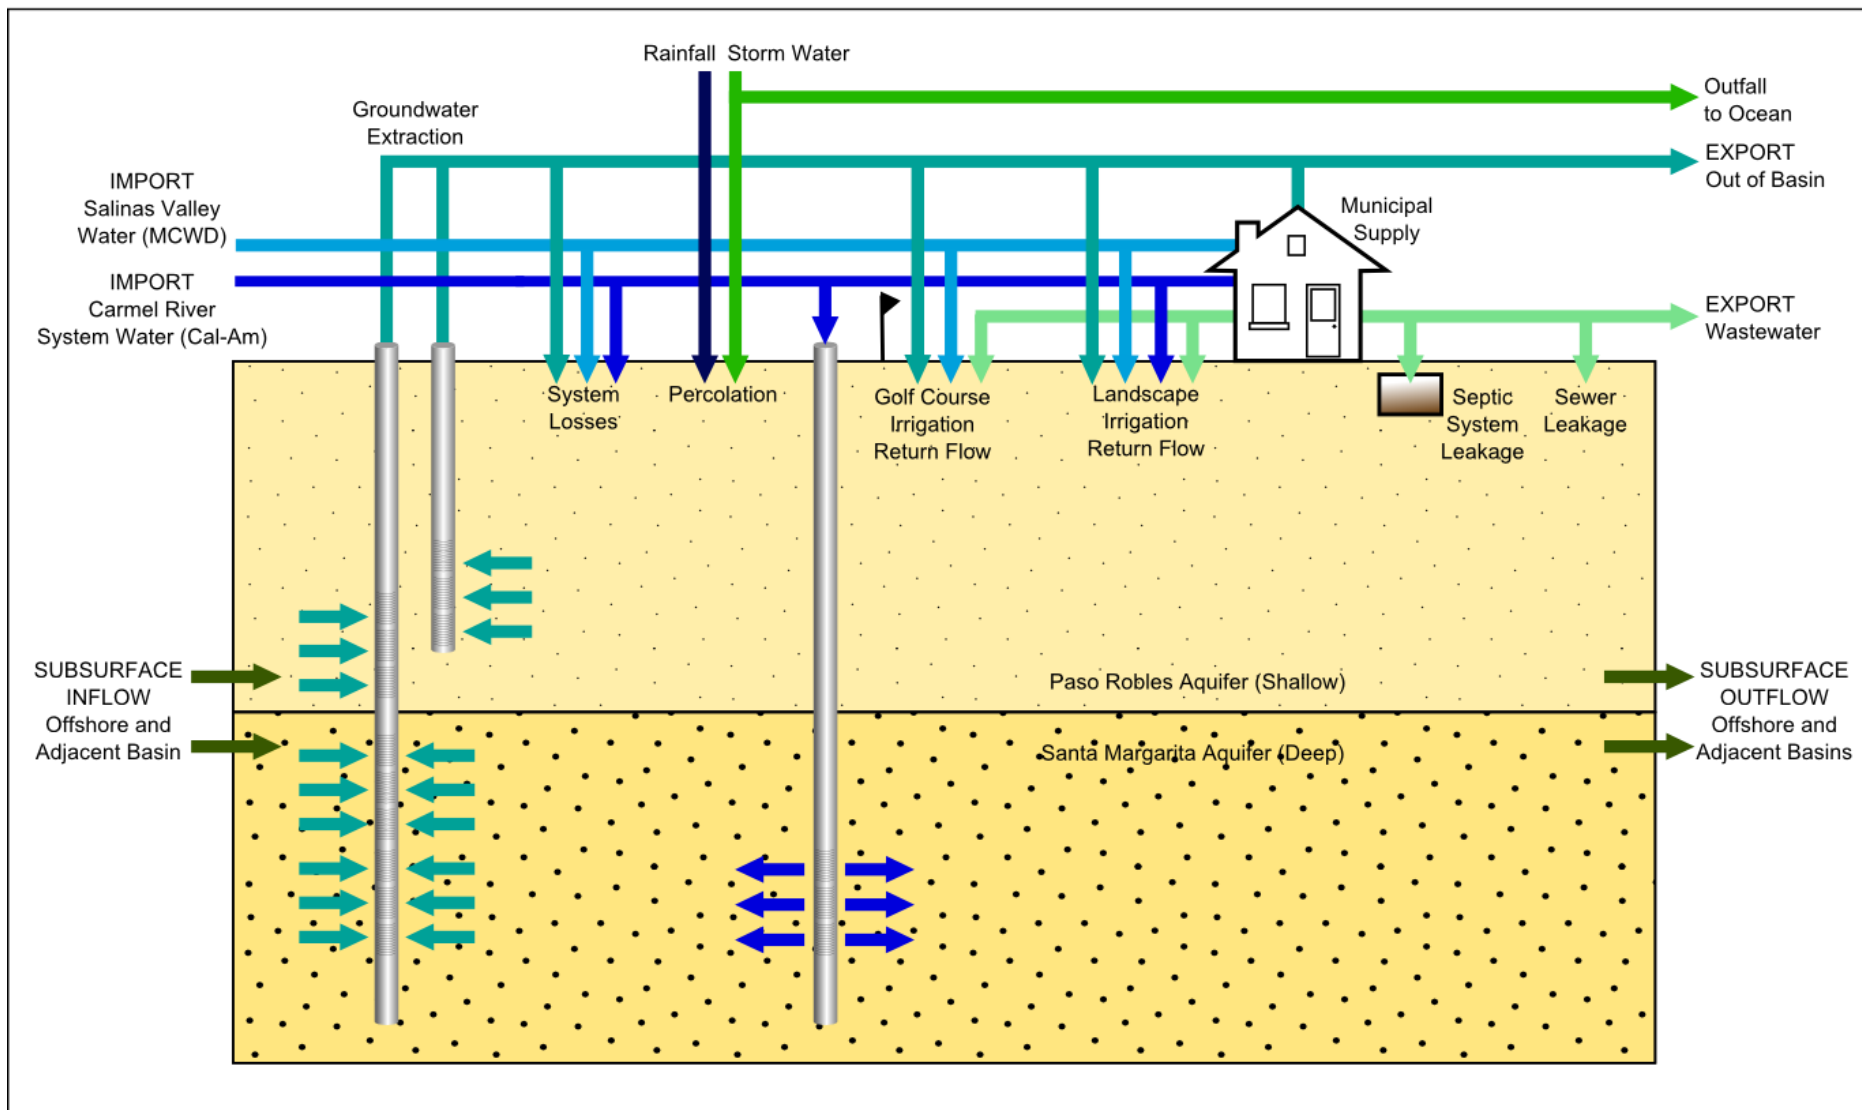 Rainfall
Storm Water
Outfall
to Ocean
Groundwater
Extraction
EXPORT
Out of Basin
IMPORT
Salinas Valley
Water (MCWD)
Municipal
Supply
IMPORT
Carmel River
System Water (Cal-Am)
EXPORT
Wastewater
System
Losses
Percolation
Golf Course
Irrigation
Return Flow
Landscape
Irrigation
Return Flow
Septic
System
Leakage
Sewer
Leakage
SUBSURFACE
INFLOW
Offshore and
Adjacent Basin
Paso Robles Aquifer (Shallow)
Santa Margarita Aquifer (Deep)
SUBSURFACE
OUTFLOW
Offshore and
Adjacent Basins